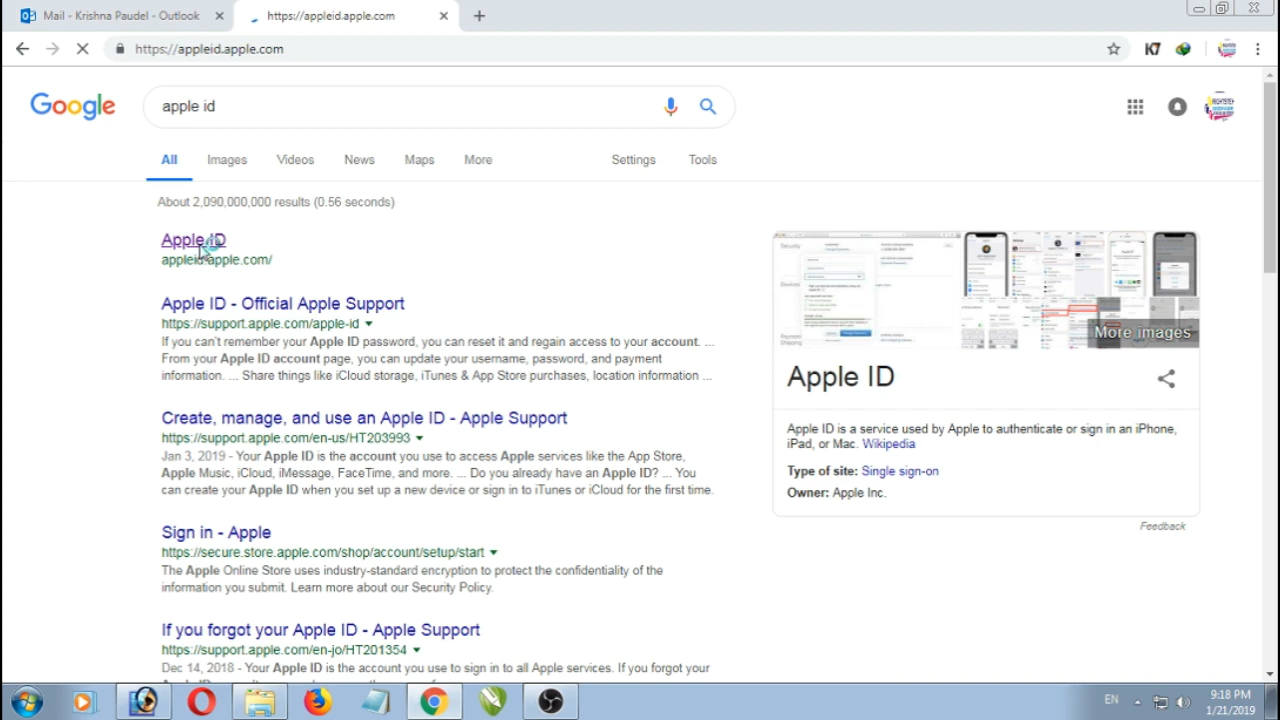 Mail - Krishna Paudel - Outlook
https://appleid.apple.com
https://appleid.apple.com
K7
Google
apple id
All Images Videos News Maps More Settings Tools
About 2,090,000,000 results (0.56 seconds)
Apple ID
appleid.apple.com/
Apple ID - Official Apple Support
https://support.apple.com/apple-id
If you can't remember your Apple ID password, you can reset it and regain access to your account. ...
From your Apple ID account page, you can update your username, password, and payment
information. ... Share things like iCloud storage, iTunes & App Store purchases, location information ...
Create, manage, and use an Apple ID - Apple Support
https://support.apple.com/en-us/HT203993
Jan 3, 2019 - Your Apple ID is the account you use to access Apple services like the App Store,
Apple Music, iCloud, iMessage, FaceTime, and more. ... Do you already have an Apple ID? ... You
can create your Apple ID when you set up a new device or sign in to iTunes or iCloud for the first time.
Sign in - Apple
https://secure.store.apple.com/shop/account/setup/start
The Apple Online Store uses industry-standard encryption to protect the confidentiality of the
information you submit. Learn more about our Security Policy.
If you forgot your Apple ID - Apple Support
https://support.apple.com/en-jo/HT201354
Dec 14, 2018 - Your Apple ID is the account you use to sign in to all Apple services. If you forgot your
More images
Apple ID
Apple ID is a service used by Apple to authenticate or sign in an iPhone,
iPad, or Mac. Wikipedia
Type of site: Single sign-on
Owner: Apple Inc.
Feedback
EN
9:18 PM
1/21/2019